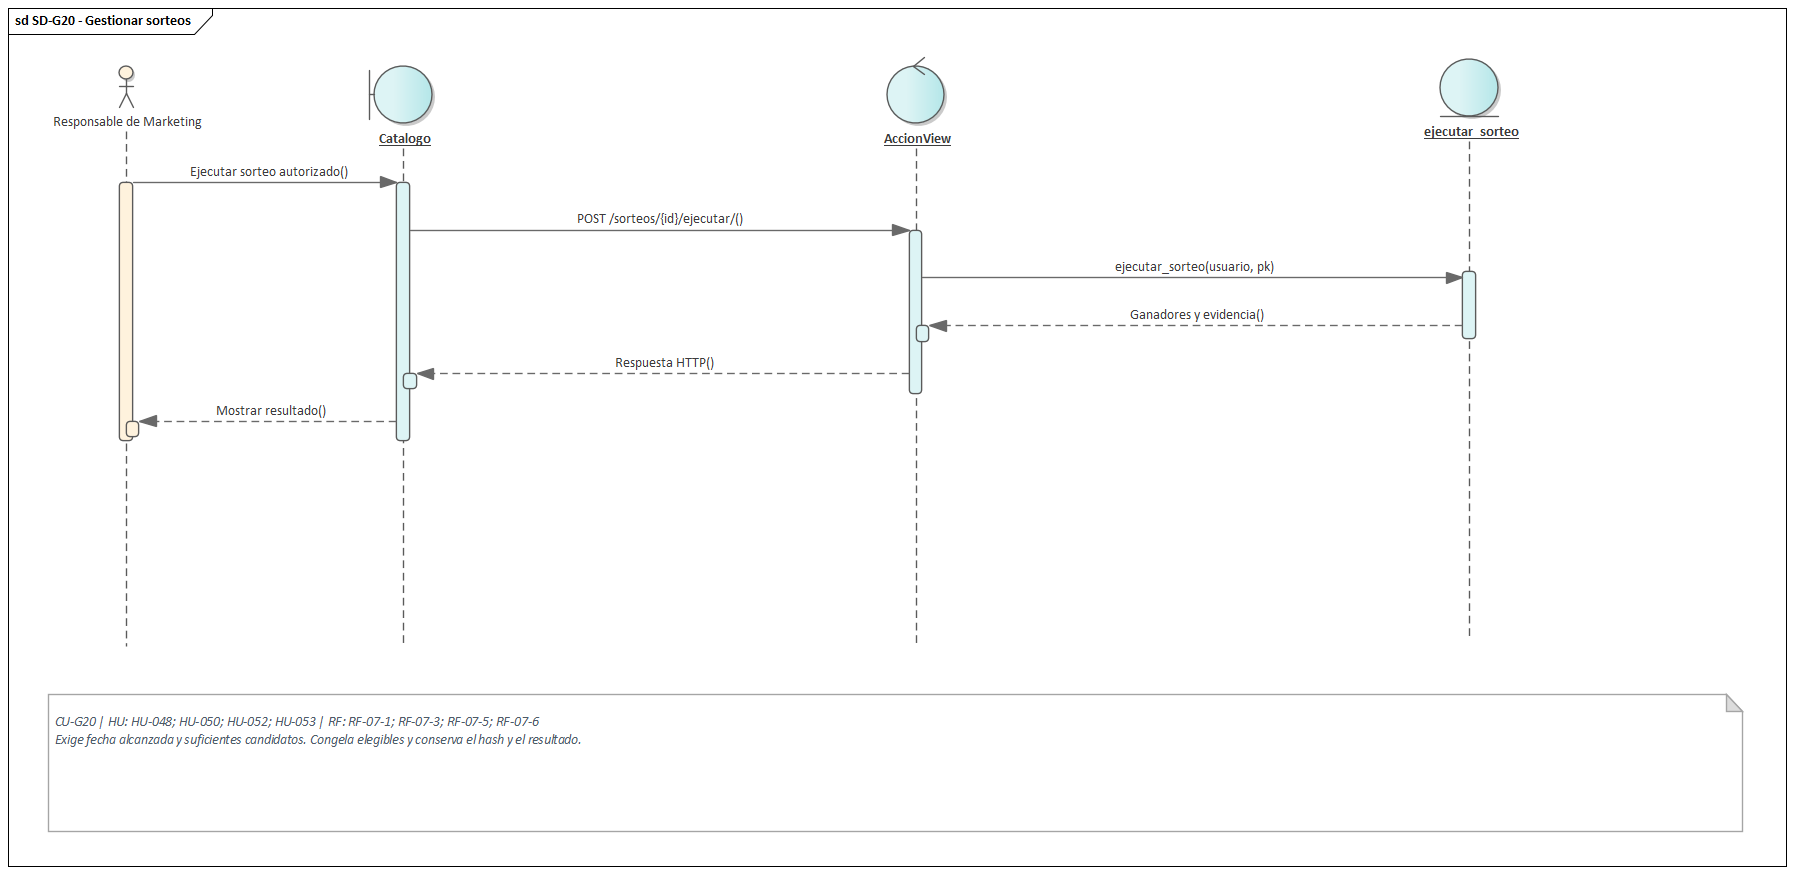 sd SD-G20 - Gestionar sorteos
Responsable de Marketing
Catalogo
AccionView
ejecutar_sorteo
Ejecutar sorteo autorizado()
POST /sorteos/{id}/ejecutar/()
ejecutar_sorteo(usuario, pk)
Ganadores y evidencia()
Respuesta HTTP()
Mostrar resultado()
CU-G20 | HU: HU-048; HU-050; HU-052; HU-053 | RF: RF-07-1; RF-07-3; RF-07-5; RF-07-6
Exige fecha alcanzada y suficientes candidatos. Congela elegibles y conserva el hash y el resultado.